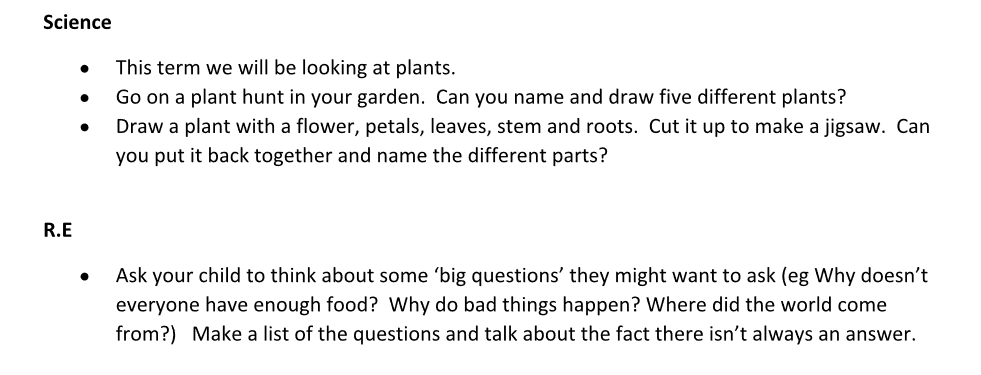 Science
• This term we will be looking at plants.
• Go on a plant hunt in your garden.  Can you name and draw five different plants?
• Draw a plant with a flower, petals, leaves, stem and roots.  Cut it up to make a jigsaw.  Can
you put it back together and name the different parts?
R.E
• Ask your child to think about some ‘big questions’ they might want to ask (eg Why doesn’t
everyone have enough food?  Why do bad things happen? Where did the world come
from?)   Make a list of the questions and talk about the fact there isn’t always an answer.